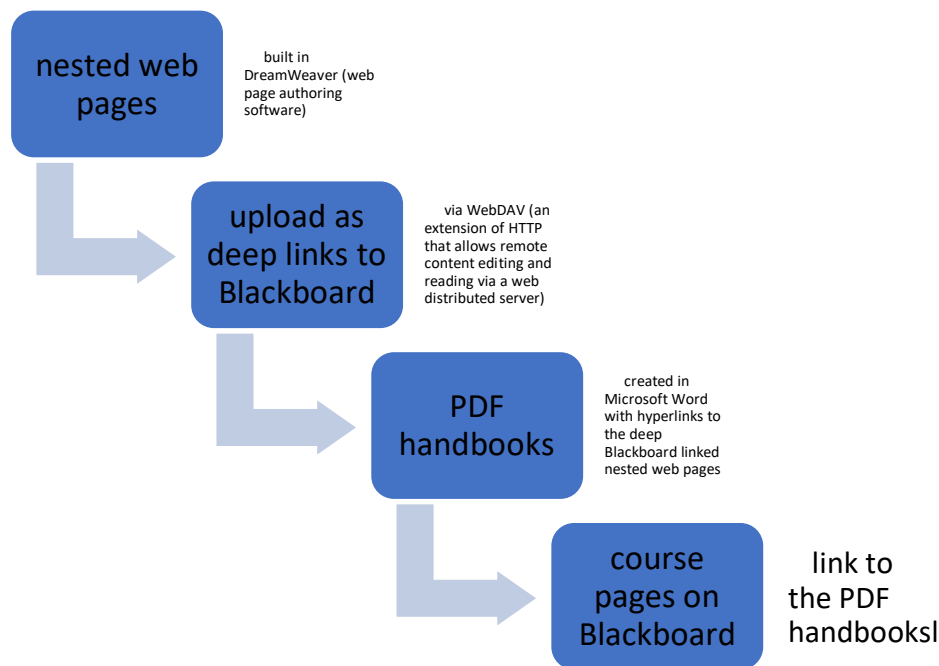 nested web
pages
built in
DreamWeaver (web
page authoring
software)
upload as
deep links to
Blackboard
via WebDAV (an
extension of HTTP
that allows remote
content editing and
reading via a web
distributed server)
PDF
handbooks
created in
Microsoft Word
with hyperlinks to
the deep
Blackboard linked
nested web pages
course
pages on
Blackboard
link to
the PDF
handbooksl